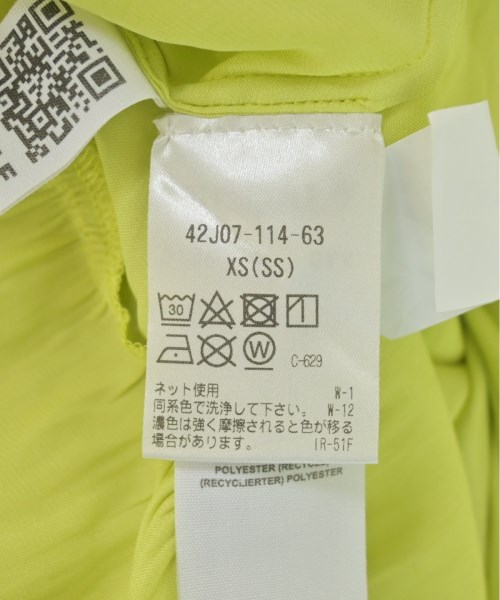 42J07-114-63
XS(SS)
30
W
C-629
ネット使用 W-1
同系色で洗浄して下さい。 W-12
濃色は強く摩擦されると色が移る
場合があります。 IR-51F
POLYESTER (RECYCLED)
(RECYCLIERTER) POLYESTER